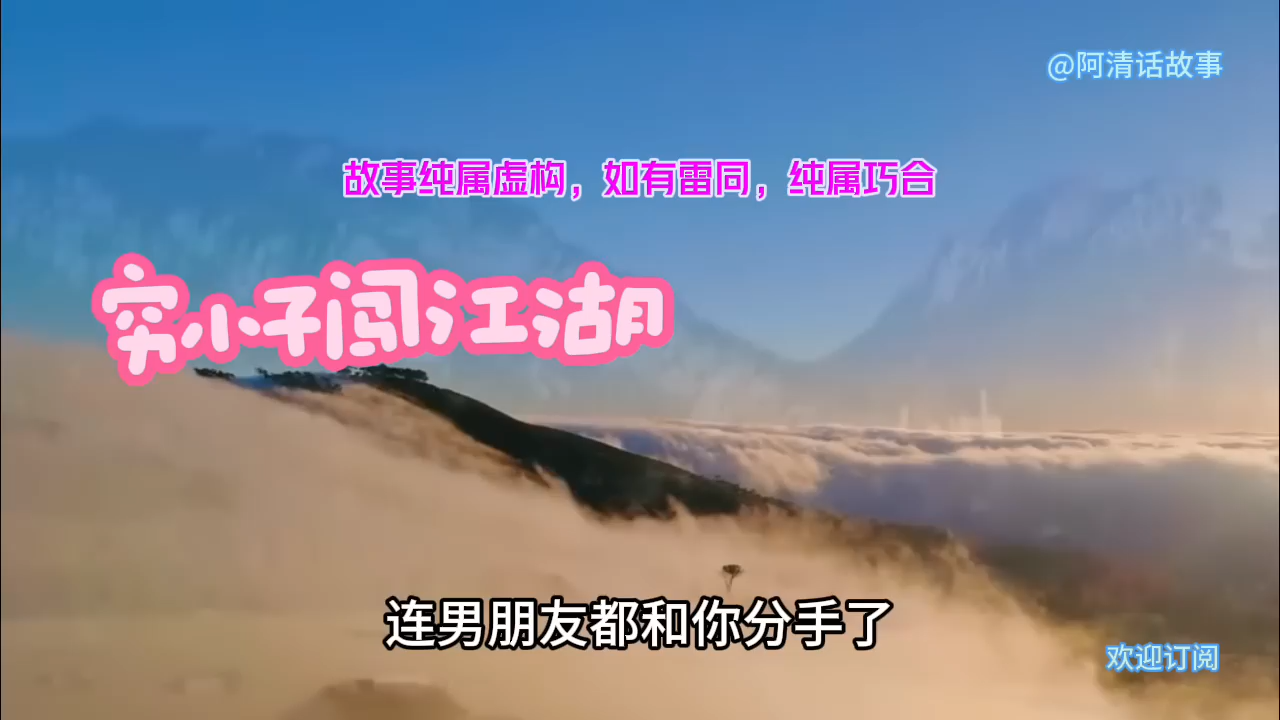 @阿清话故事
故事纯属虚构，如有雷同，纯属巧合
穷小子闯江湖
连男朋友都和你分手了
欢迎订阅